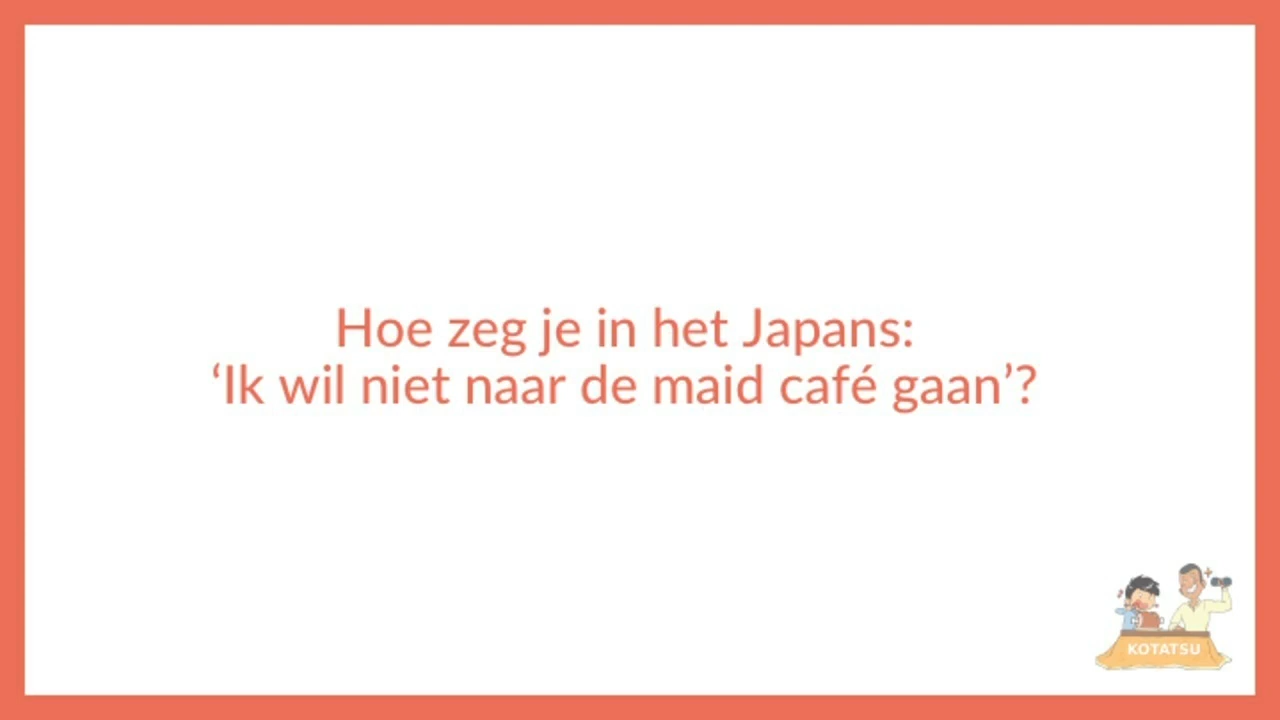 Hoe zeg je in het Japans:
‘Ik wil niet naar de maid café gaan’?
KOTATSU